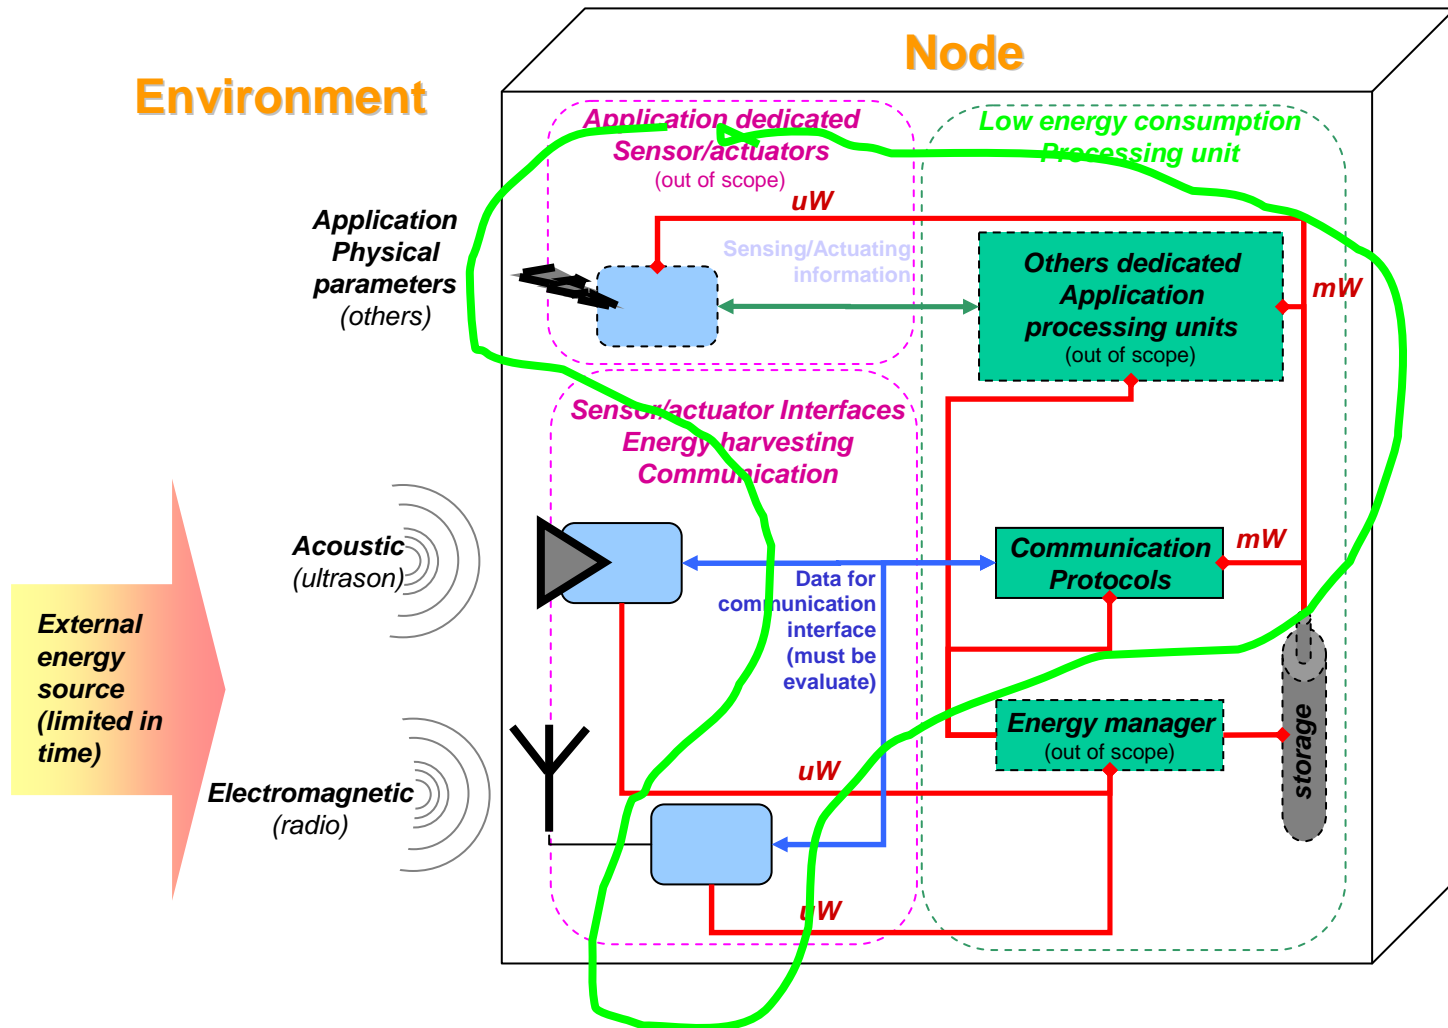 Node
Environment
Application dedicated
Sensor/actuators
(out of scope)
Low energy consumption
Processing unit
uW
Application
Physical
parameters
(others)
Sensing/Actuating
information
Others dedicated
Application
processing units
(out of scope)
mW
Sensor/actuator Interfaces
Energy harvesting
Communication
Acoustic
(ultrason)
Communication
Protocols
mW
Data for
communication
interface
(must be
evaluate)
External
energy
source
(limited in
time)
Energy manager
(out of scope)
storage
uW
Electromagnetic
(radio)
uW